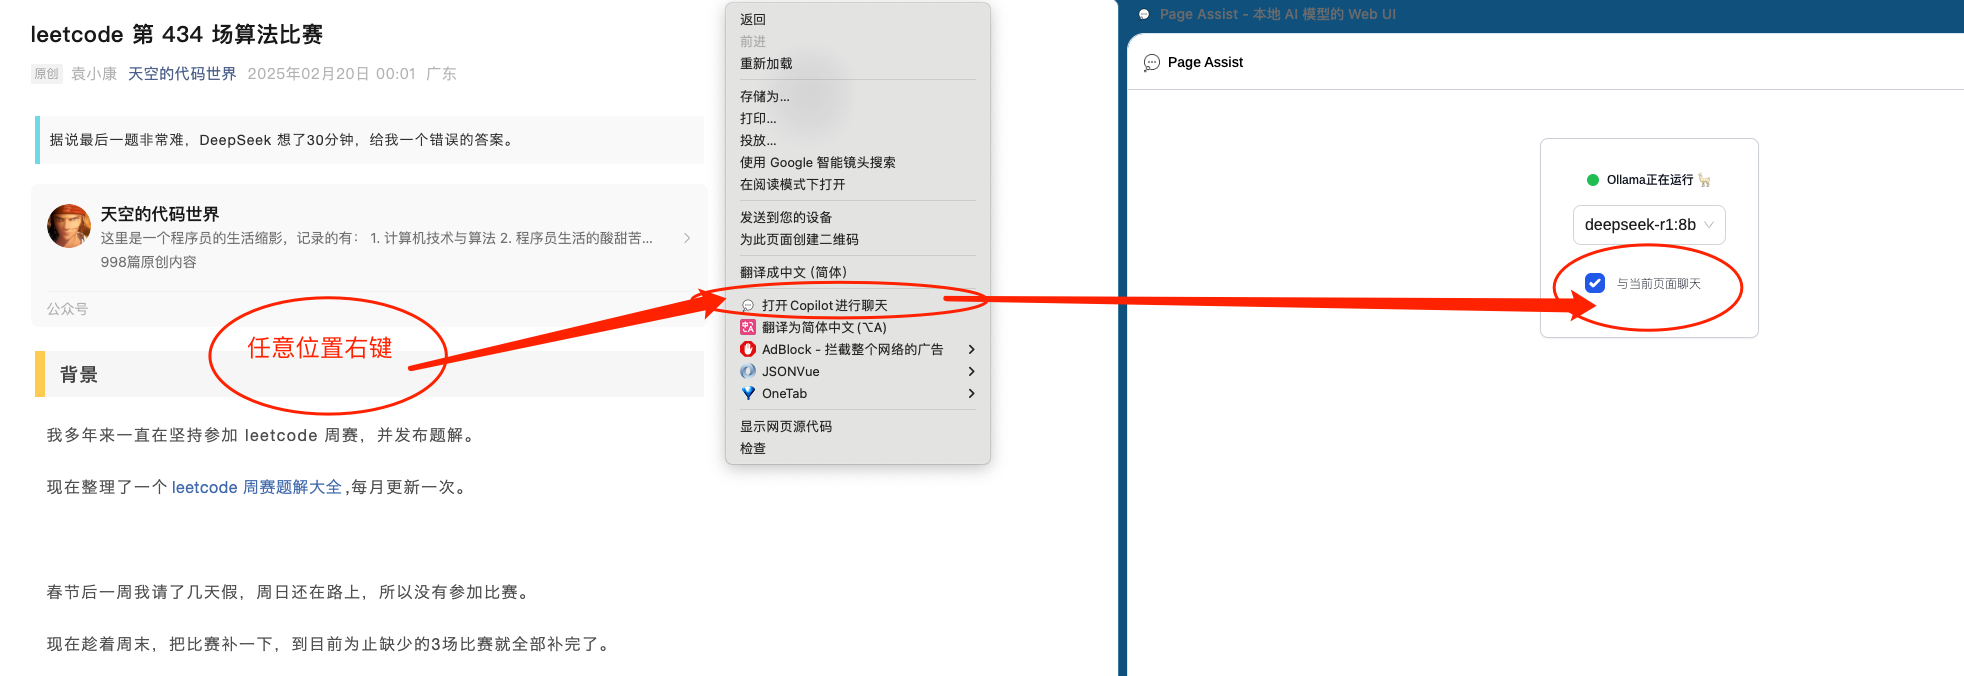 leetcode 第 434 场算法比赛
原创 袁小康 天空的代码世界 2025年02月20日 00:01 广东
据说最后一题非常难，DeepSeek 想了30分钟，给我一个错误的答案。
天空的代码世界
这里是一个程序员的生活缩影，记录的有： 1. 计算机技术与算法 2. 程序员生活的酸甜苦...
998篇原创内容
公众号
任意位置右键
背景
我多年来一直在坚持参加 leetcode 周赛，并发布题解。
现在整理了一个 leetcode 周赛题解大全 ,每月更新一次。
春节后一周我请了几天假，周日还在路上，所以没有参加比赛。
现在趁着周末，把比赛补一下，到目前为止缺少的3场比赛就全部补完了。
返回
前进
重新加载
存储为...
打印...
投放...
使用 Google 智能镜头搜索
在阅读模式下打开
发送到您的设备
为此页面创建二维码
翻译成中文 (简体)
打开 Copilot 进行聊天
翻译为简体中文 (⌥A)
AdBlock - 拦截整个网络的广告
JSONVue
OneTab
显示网页源代码
检查
Page Assist - 本地 AI 模型的 Web UI
Page Assist
Ollama正在运行 🦙
deepseek-r1:8b
与当前页面聊天